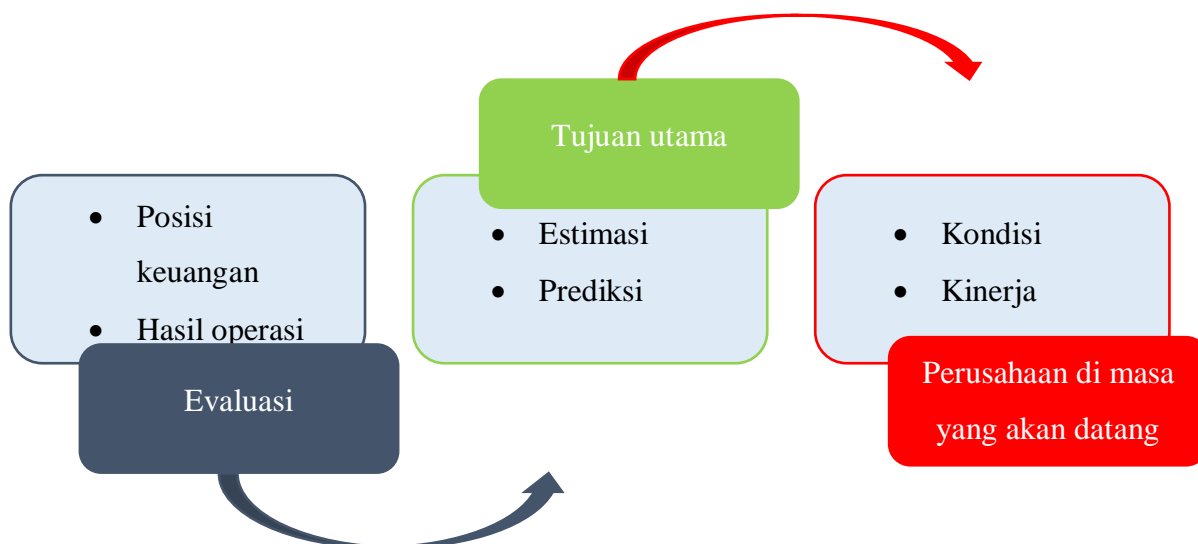 • Posisi
keuangan
• Hasil operasi
Evaluasi
Tujuan utama
• Estimasi
• Prediksi
• Kondisi
• Kinerja
Perusahaan di masa
yang akan datang